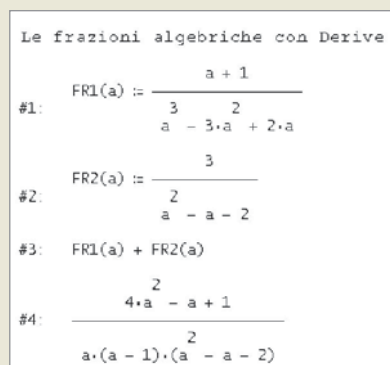 Le frazioni algebriche con Derive
a + 1
FR1(a) :=
#1:
3 2
a - 3·a + 2·a
3
FR2(a) :=
#2:
2
a - a - 2
#3: FR1(a) + FR2(a)
2
4·a - a + 1
#4:
2
a·(a - 1)·(a - a - 2)